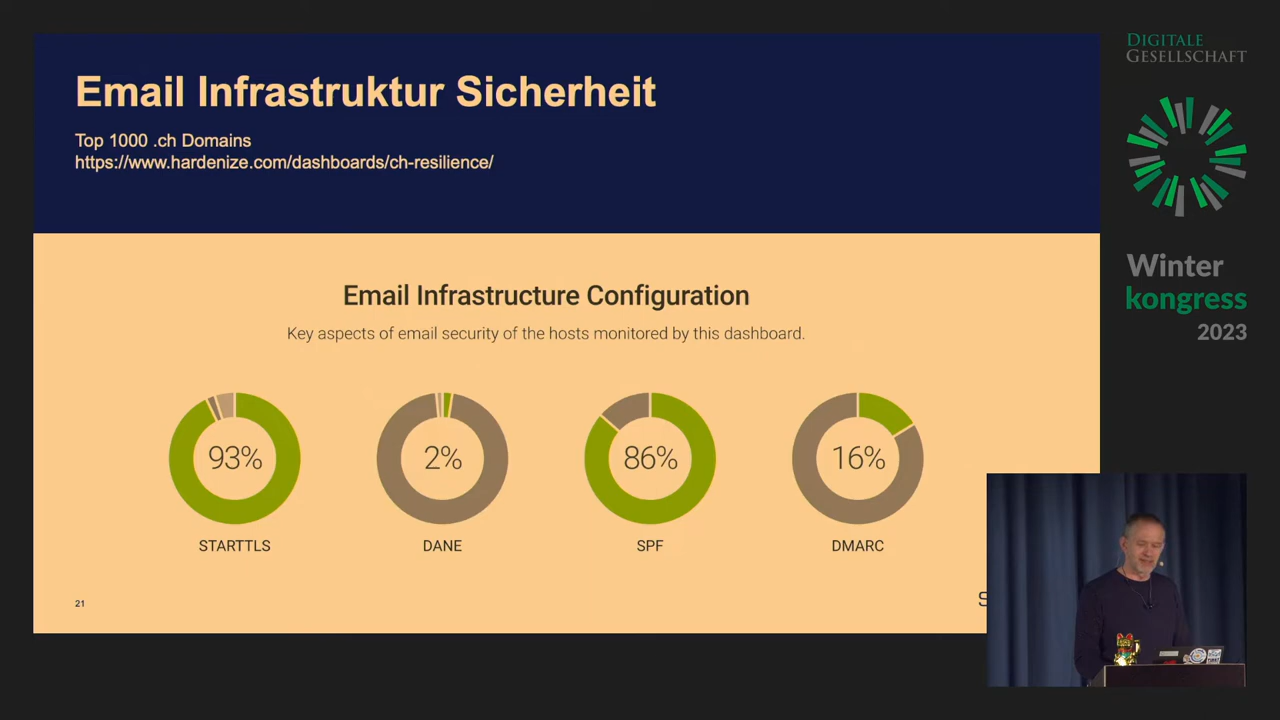 Email Infrastruktur Sicherheit
Top 1000 .ch Domains
https://www.hardenize.com/dashboards/ch-resilience/
Email Infrastructure Configuration
Key aspects of email security of the hosts monitored by this dashboard.
93%
2%
86%
16%
STARTTLS
DANE
SPF
DMARC
21
S
DIGITALE
GESELLSCHAFT
Winter
kongress
2023